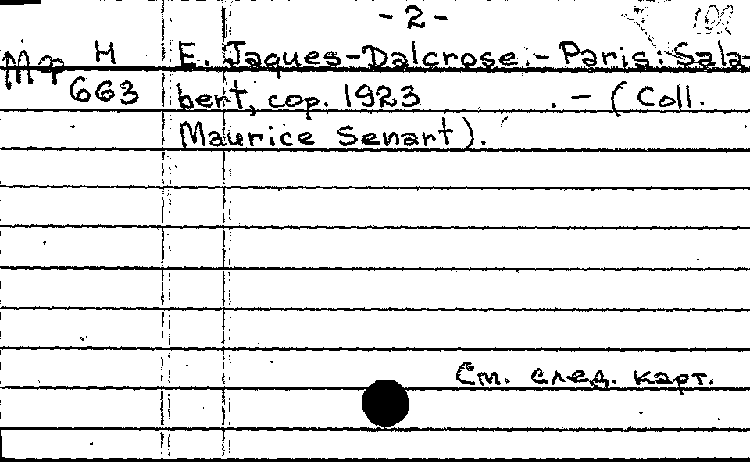 - 2 -
Мф Н E. Jaques-Dalcrose.- Paris: Sala-
663 bert, cop. 1923 . - (Coll.
Maurice Senart).
См. след. карт.